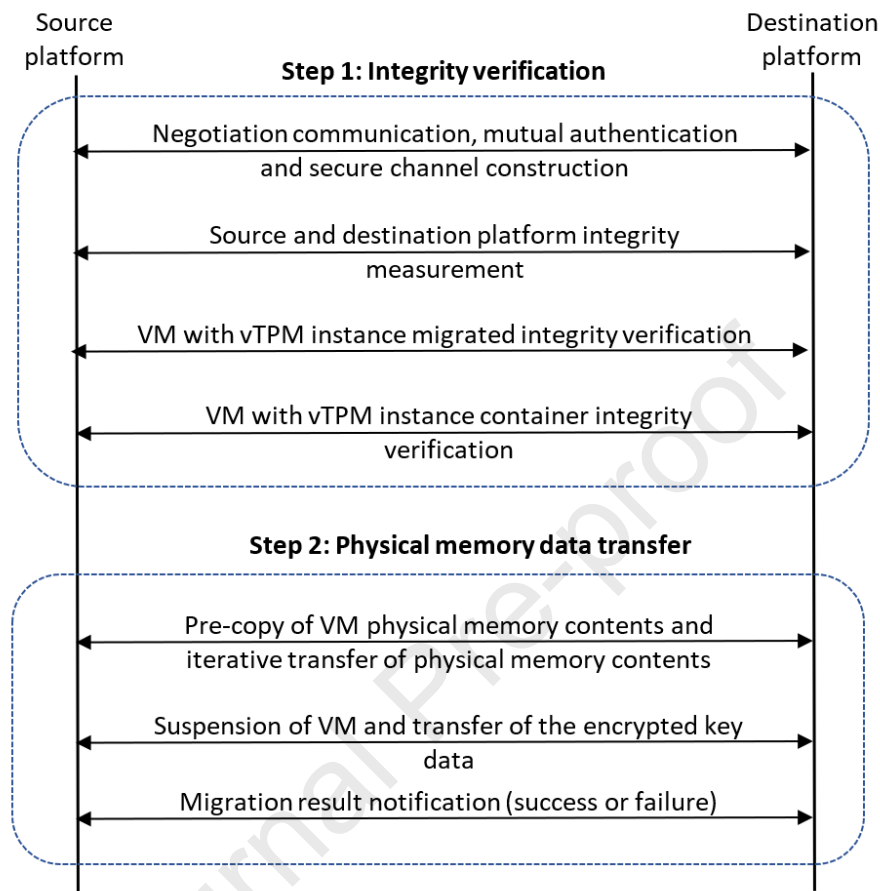 Source
platform
Destination
platform
Step 1: Integrity verification
Negotiation communication, mutual authentication
and secure channel construction
Source and destination platform integrity
measurement
VM with vTPM instance migrated integrity verification
VM with vTPM instance container integrity
verification
Step 2: Physical memory data transfer
Pre-copy of VM physical memory contents and
iterative transfer of physical memory contents
Suspension of VM and transfer of the encrypted key
data
Migration result notification (success or failure)
rnal Pre-proof